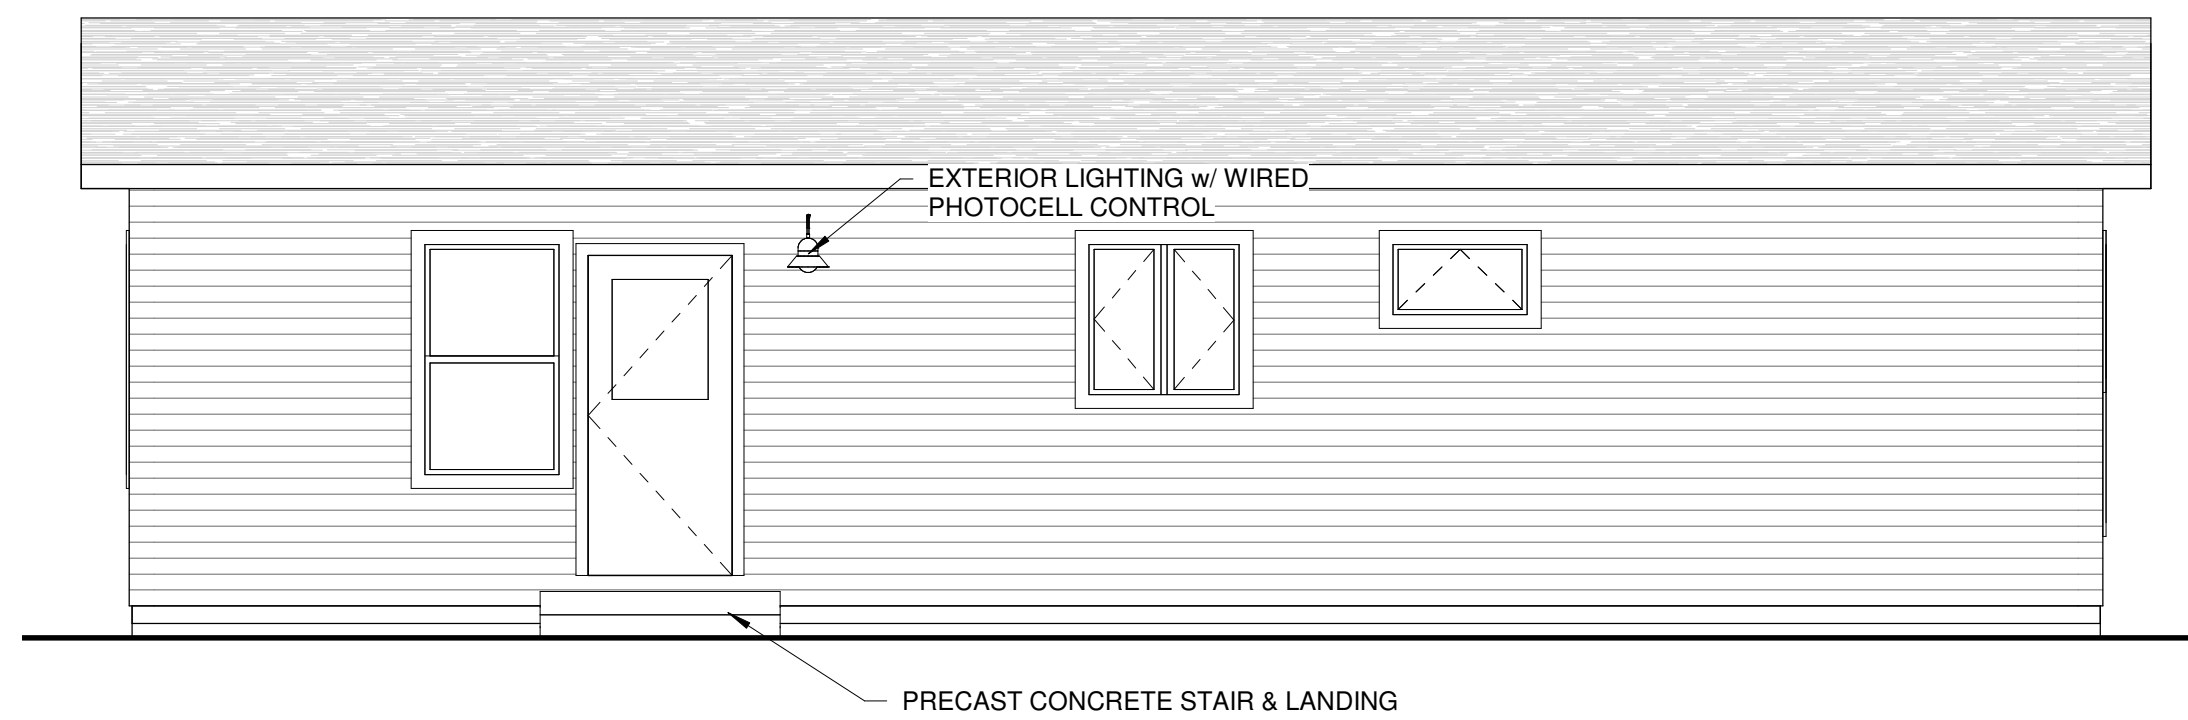 EXTERIOR LIGHTING w/ WIRED
PHOTOCELL CONTROL
PRECAST CONCRETE STAIR & LANDING